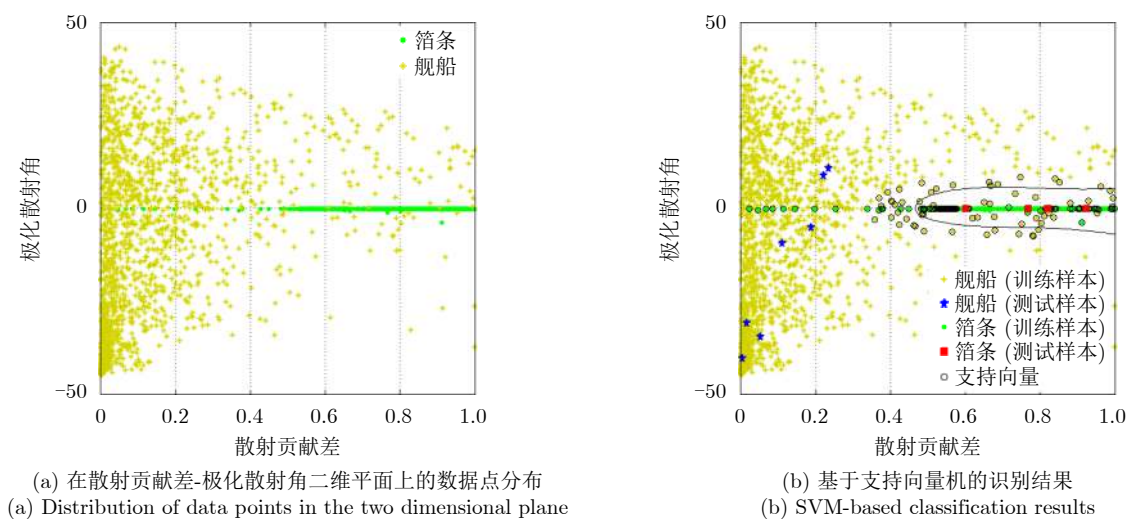 50
0
−50
极化散射角
箔条
舰船
0
0.2
0.4
0.6
0.8
1.0
散射贡献差
(a) 在散射贡献差-极化散射角二维平面上的数据点分布
(a) Distribution of data points in the two dimensional plane
50
0
−50
极化散射角
舰船 (训练样本)
舰船 (测试样本)
箔条 (训练样本)
箔条 (测试样本)
支持向量
0
0.2
0.4
0.6
0.8
1.0
散射贡献差
(b) 基于支持向量机的识别结果
(b) SVM-based classification results